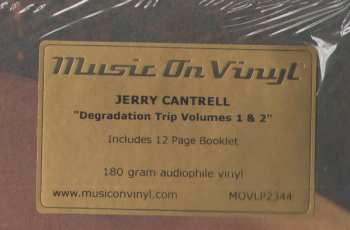 Music On Vinyl
JERRY CANTRELL
"Degradation Trip Volumes 1 & 2"
Includes 12 Page Booklet
180 gram audiophile vinyl
www.musiconvinyl.com MOVLP2344